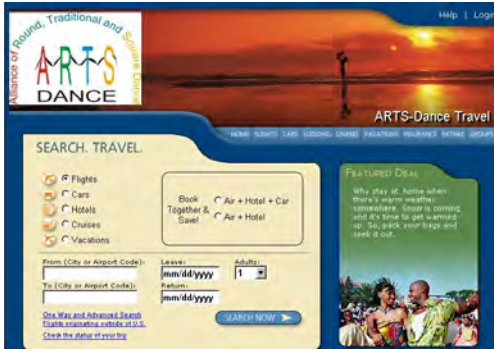 Alliance of Round, Traditional and Square Dance
ARTS
DANCE
Help | Login
ARTS-Dance Travel
HOME FLIGHTS CARS LODGING CRUISES VACATIONS INSURANCE EXTRAS GROUPS
SEARCH. TRAVEL.
Flights
Cars
Hotels
Cruises
Vacations
Book
Together &
Save!
Air + Hotel + Car
Air + Hotel
From (City or Airport Code):
Leave:
Adults:
mm/dd/yyyy
1
To (City or Airport Code):
Return:
mm/dd/yyyy
One Way and Advanced Search
Flights originating outside of U.S.
Check the status of your trip
SEARCH NOW
FEATURED DEAL
Why stay at home when
there's warm weather
somewhere. Snow is coming
and it's time to get warmed
up. So, pack your bags and
seek it out.